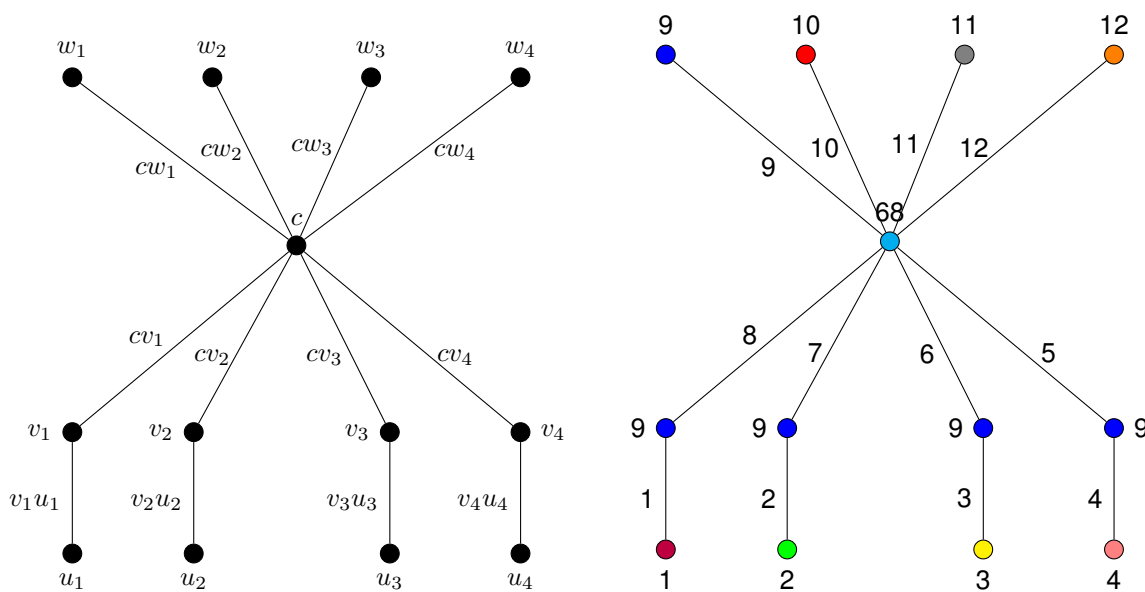 w₁ w₂ w₃ w₄
cw₁ cw₂ cw₃ cw₄
c
cv₁ cv₂ cv₃ cv₄
v₁ v₂ v₃ v₄
v₁u₁ v₂u₂ v₃u₃ v₄u₄
u₁ u₂ u₃ u₄
9 10 11 12
9 10 11 12
68
8 7 6 5
9 9 9 9
1 2 3 4
1 2 3 4